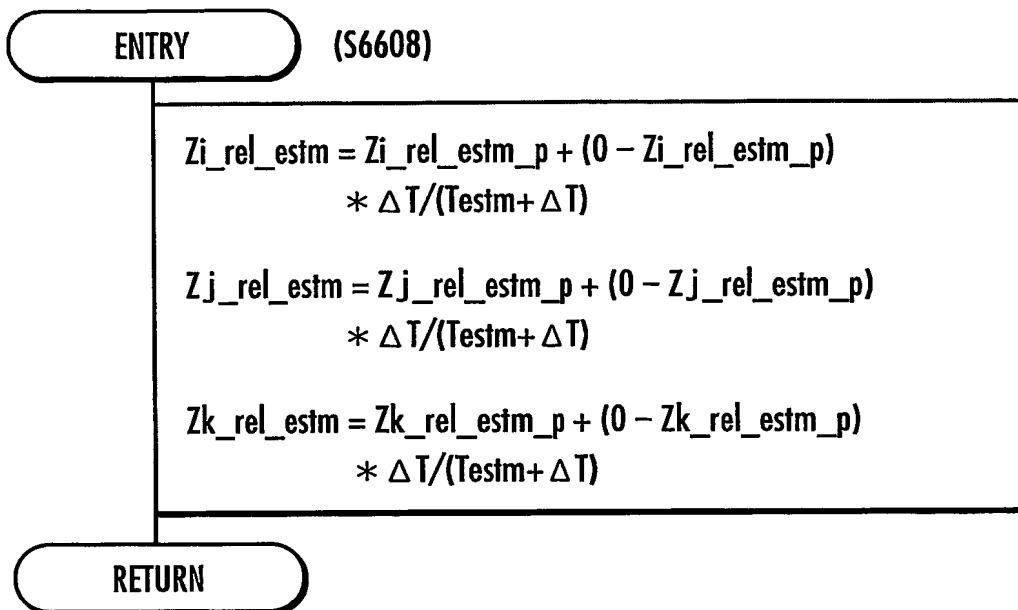 ENTRY (S6608)
Zi_rel_estm = Zi_rel_estm_p + (0 − Zi_rel_estm_p)
* ΔT/(Testm+ ΔT)
Zj_rel_estm = Zj_rel_estm_p + (0 − Zj_rel_estm_p)
* ΔT/(Testm+ ΔT)
Zk_rel_estm = Zk_rel_estm_p + (0 − Zk_rel_estm_p)
* ΔT/(Testm+ ΔT)
RETURN